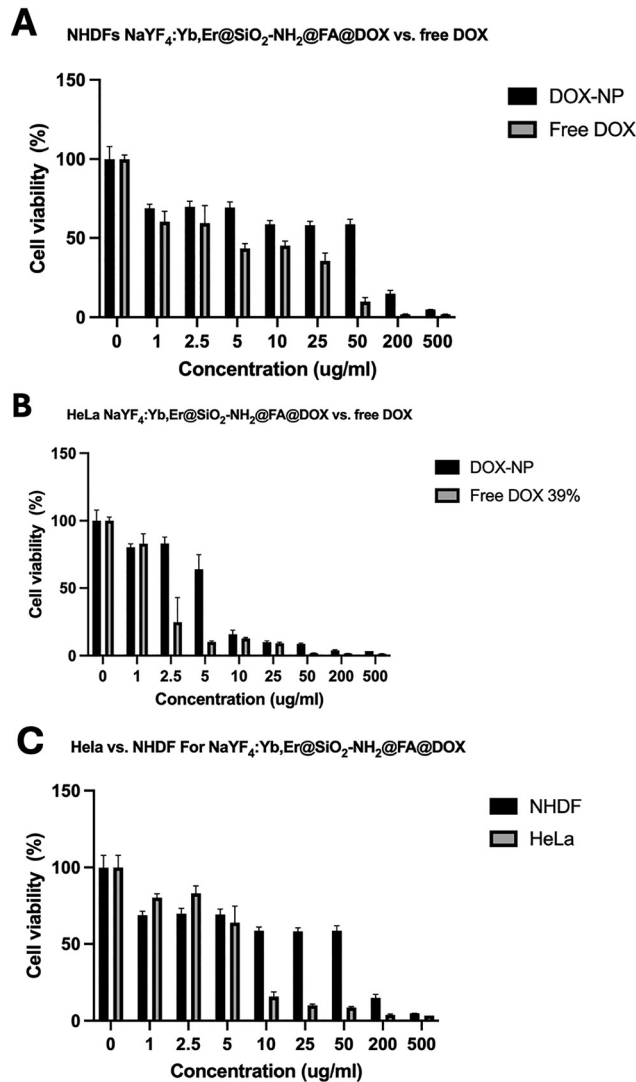 A
NHDFs NaYF4:Yb,Er@SiO2-NH2@FA@DOX vs. free DOX
150
100
50
0
Cell viability (%)
DOX-NP
Free DOX
0 1 2.5 5 10 25 50 200 500
Concentration (ug/ml)
B
HeLa NaYF4:Yb,Er@SiO2-NH2@FA@DOX vs. free DOX
150
100
50
0
Cell viability (%)
DOX-NP
Free DOX 39%
0 1 2.5 5 10 25 50 200 500
Concentration (ug/ml)
C
Hela vs. NHDF For NaYF4:Yb,Er@SiO2-NH2@FA@DOX
150
100
50
0
Cell viability (%)
NHDF
HeLa
0 1 2.5 5 10 25 50 200 500
Concentration (ug/ml)